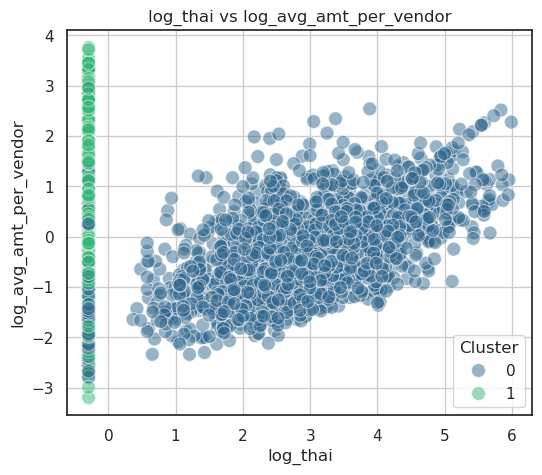 log_thai vs log_avg_amt_per_vendor
log_avg_amt_per_vendor
4
3
2
1
0
−1
−2
−3
0 1 2 3 4 5 6
log_thai
Cluster
0
1